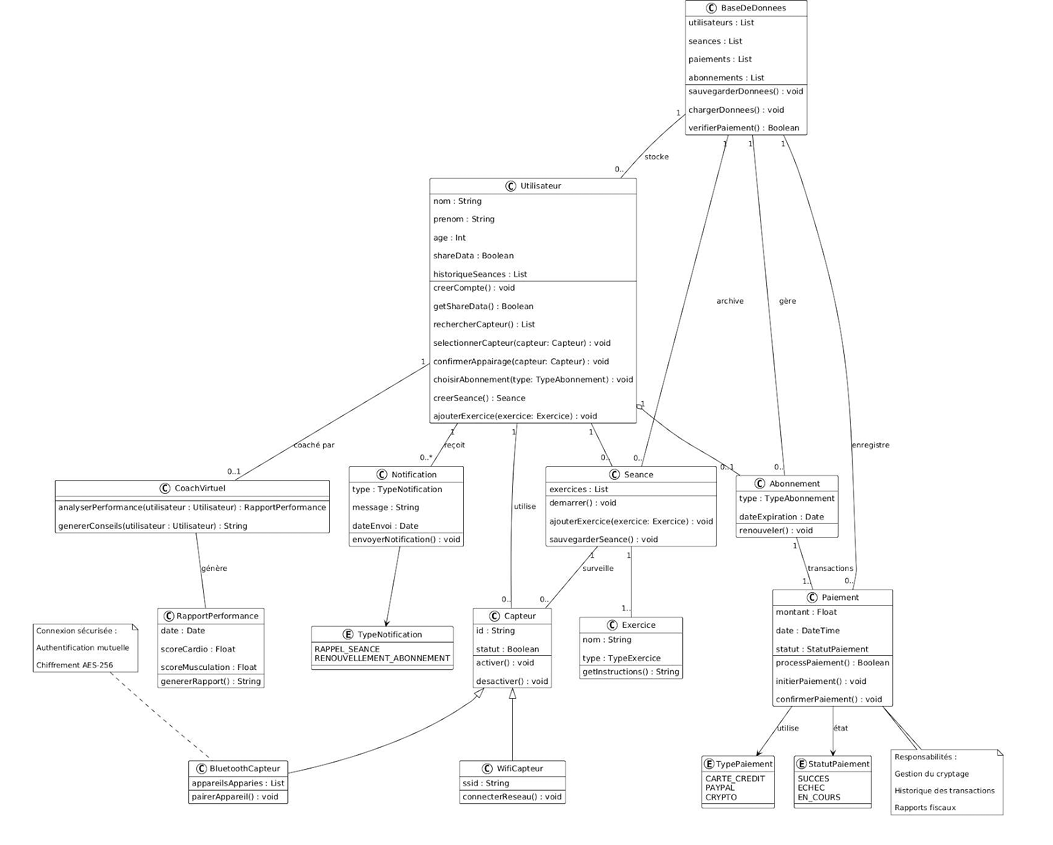 C BaseDeDonnees
utilisateurs : List
seances : List
paiements : List
abonnements : List
sauvegarderDonnees() : void
chargerDonnees() : void
verifierPaiement() : Boolean
1
1
1
1
stocke
0..
C Utilisateur
nom : String
prenom : String
age : Int
shareData : Boolean
historiqueSeances : List
creerCompte() : void
getShareData() : Boolean
rechercherCapteur() : List
selectionnerCapteur(capteur: Capteur) : void
confirmerAppairage(capteur: Capteur) : void
choisirAbonnement(type: TypeAbonnement) : void
creerSeance() : Seance
ajouterExercice(exercice: Exercice) : void
archive
gère
1
1
1
1
1
coaché par
reçoit
enregistre
0..1
0..*
0..
0..
0..1
0..
C CoachVirtuel
analyserPerformance(utilisateur : Utilisateur) : RapportPerformance
genererConseils(utilisateur : Utilisateur) : String
C Notification
type : TypeNotification
message : String
dateEnvoi : Date
envoyerNotification() : void
utilise
C Seance
exercices : List
demarrer() : void
ajouterExercice(exercice: Exercice) : void
sauvegarderSeance() : void
C Abonnement
type : TypeAbonnement
dateExpiration : Date
renouveler() : void
1
1
1
génère
surveille
transactions
0..
0..
1..
1..
0..
C RapportPerformance
date : Date
scoreCardio : Float
scoreMusculation : Float
genererRapport() : String
Connexion sécurisée :
Authentification mutuelle
Chiffrement AES-256
E TypeNotification
RAPPEL_SEANCE
RENOUVELLEMENT_ABONNEMENT
C Capteur
id : String
statut : Boolean
activer() : void
desactiver() : void
C Exercice
nom : String
type : TypeExercice
getInstructions() : String
C Paiement
montant : Float
date : DateTime
statut : StatutPaiement
processPaiement() : Boolean
initierPaiement() : void
confirmerPaiement() : void
utilise
état
C BluetoothCapteur
appareilsApparies : List
pairerAppareil() : void
C WifiCapteur
ssid : String
connecterReseau() : void
E TypePaiement
CARTE_CREDIT
PAYPAL
CRYPTO
E StatutPaiement
SUCCES
ECHEC
EN_COURS
Responsabilités :
Gestion du cryptage
Historique des transactions
Rapports fiscaux